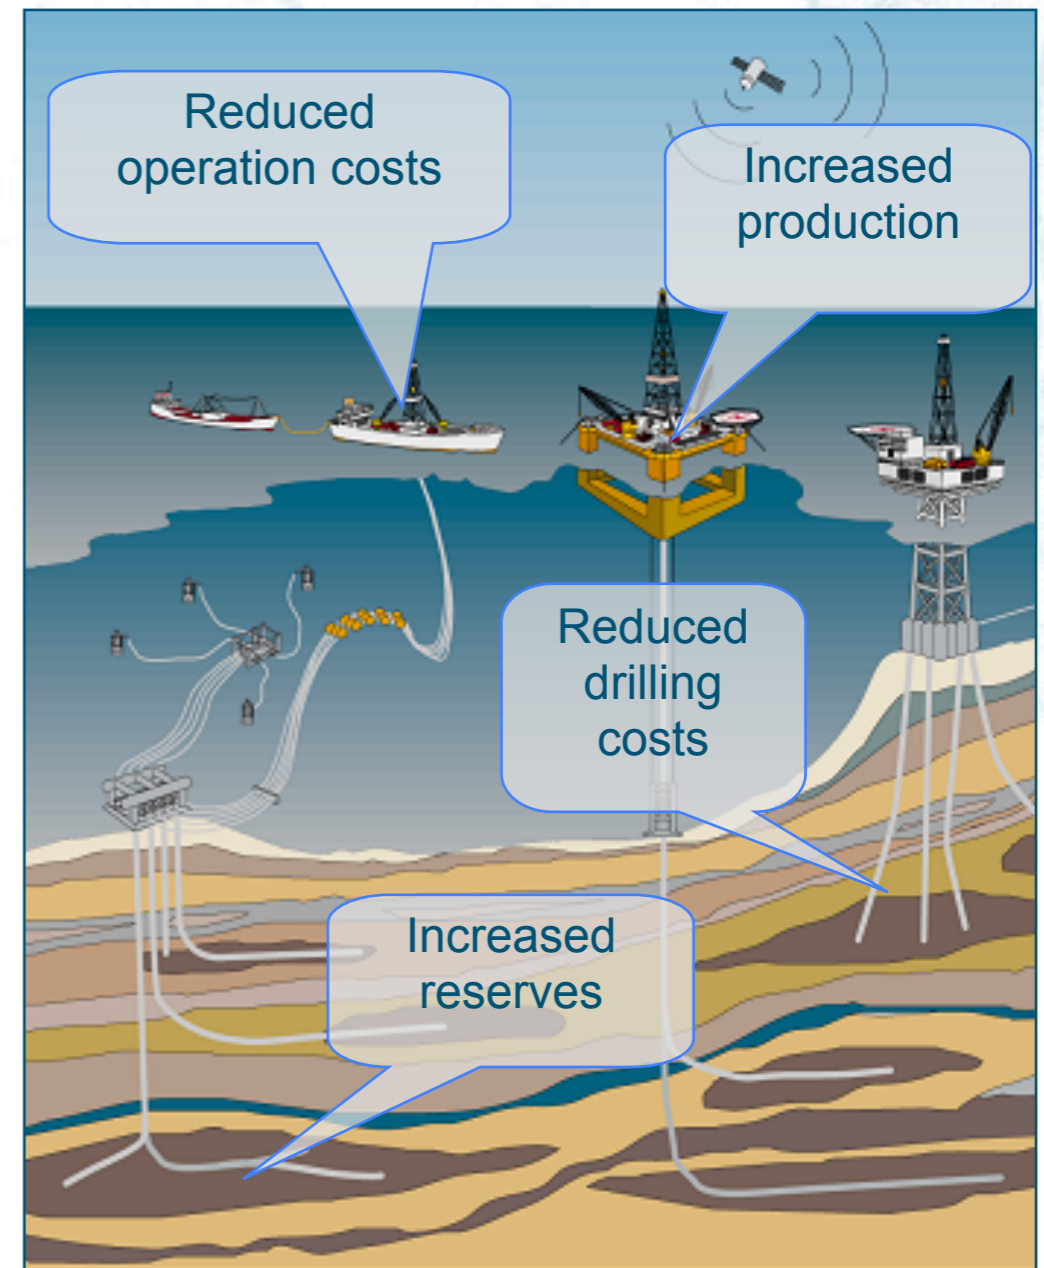 Reduced
operation costs
Increased
production
Reduced
drilling
costs
Increased
reserves